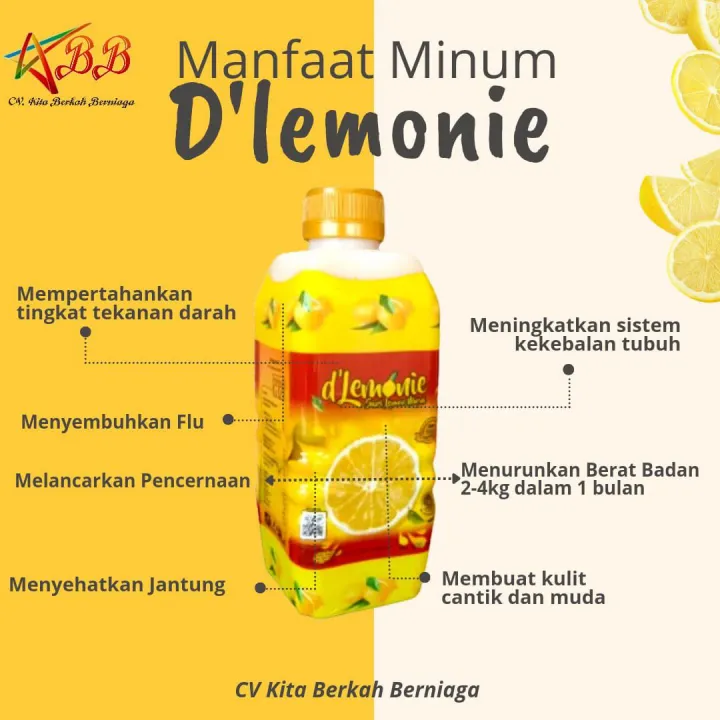 ABB
CV. Kita Berkah Berniaga
Manfaat Minum
D'lemonie
Mempertahankan
tingkat tekanan darah
Meningkatkan sistem
kekebalan tubuh
d'Lemonie
Menyembuhkan Flu
Melancarkan Pencernaan
Menurunkan Berat Badan
2-4kg dalam 1 bulan
Menyehatkan Jantung
Membuat kulit
cantik dan muda
CV Kita Berkah Berniaga